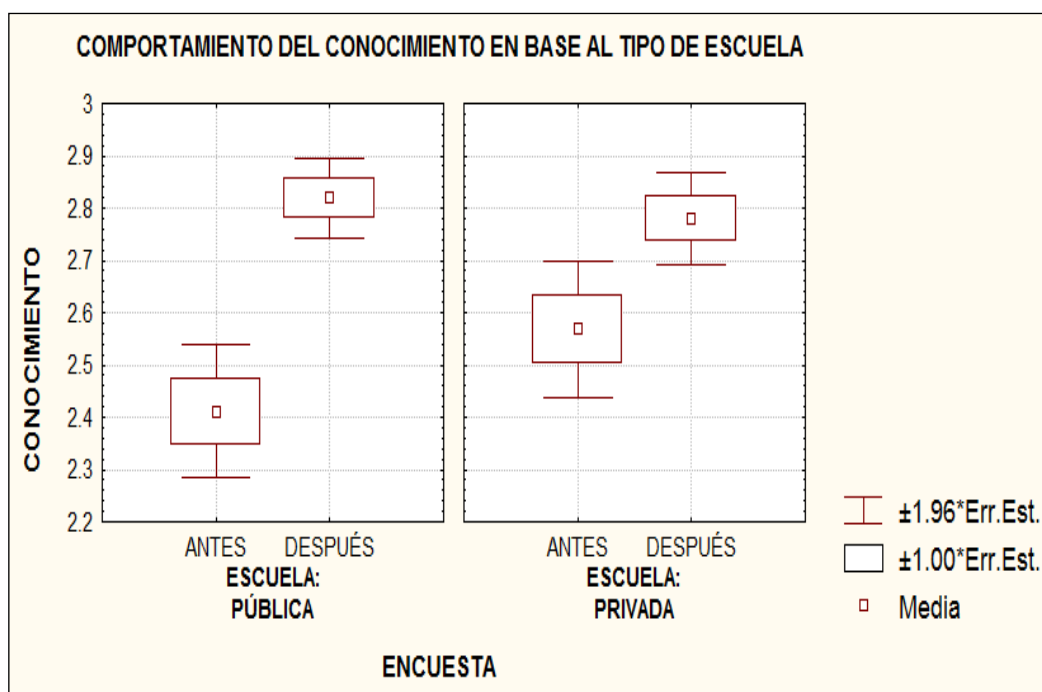 COMPORTAMIENTO DEL CONOCIMIENTO EN BASE AL TIPO DE ESCUELA
CONOCIMIENTO
3
2.9
2.8
2.7
2.6
2.5
2.4
2.3
2.2
ANTES DESPUÉS
ESCUELA:
PÚBLICA
ANTES DESPUÉS
ESCUELA:
PRIVADA
ENCUESTA
±1.96*Err.Est.
±1.00*Err.Est.
Media